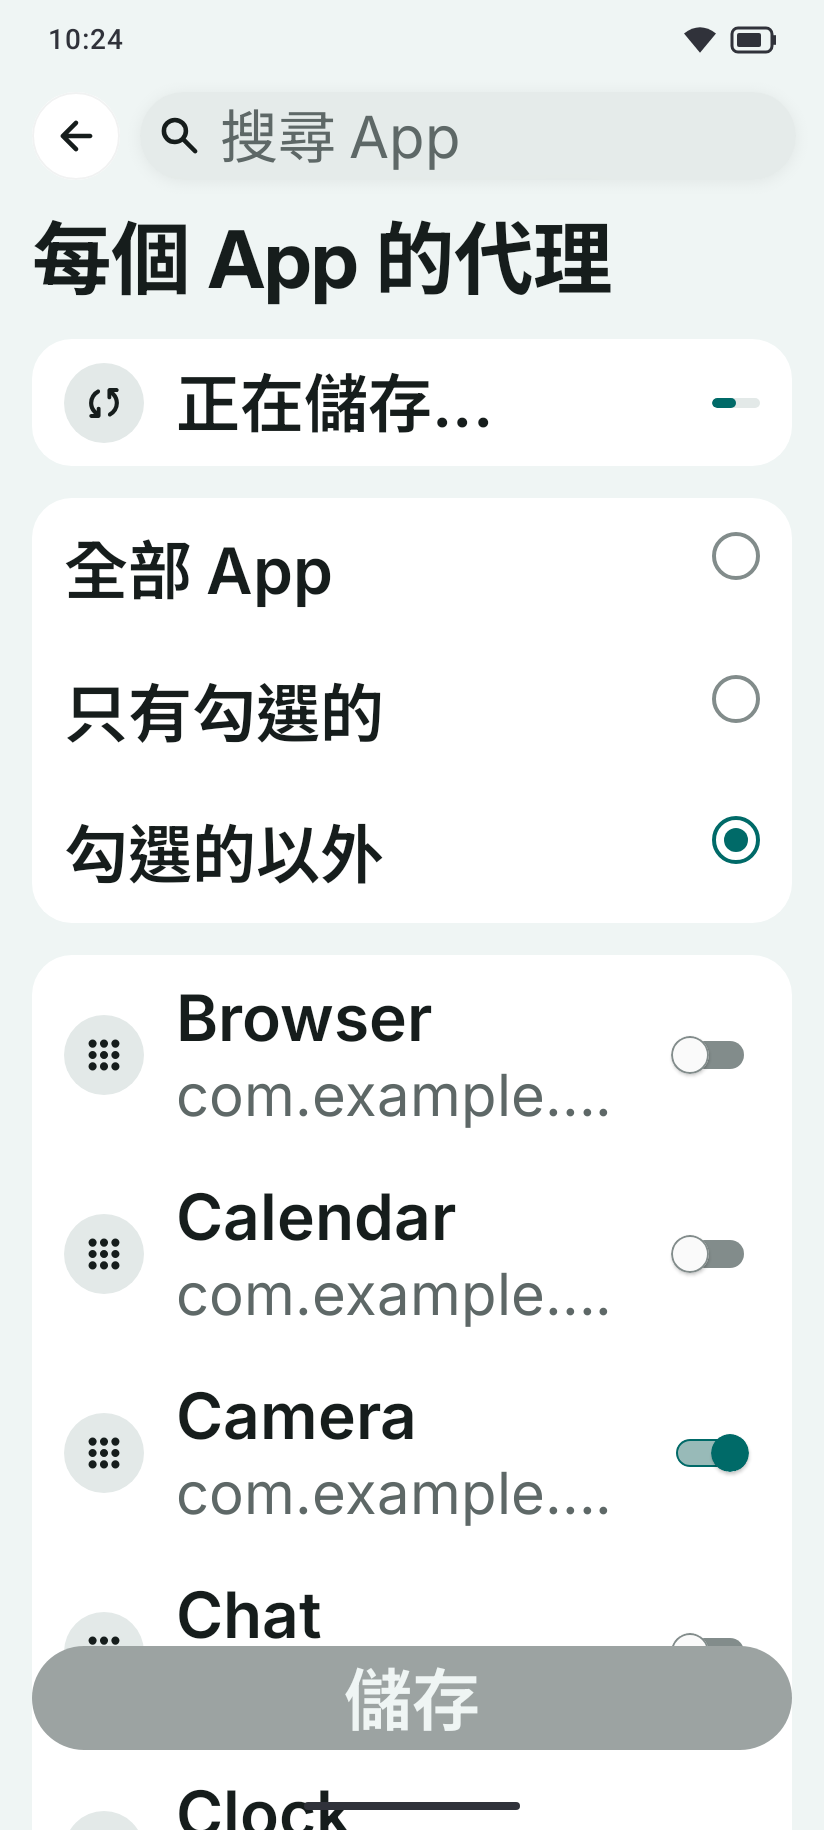 10:24
搜尋 App
每個 App 的代理
正在儲存...
全部 App
只有勾選的
勾選的以外
Browser
com.example....
Calendar
com.example....
Camera
com.example....
Chat
儲存
Clock